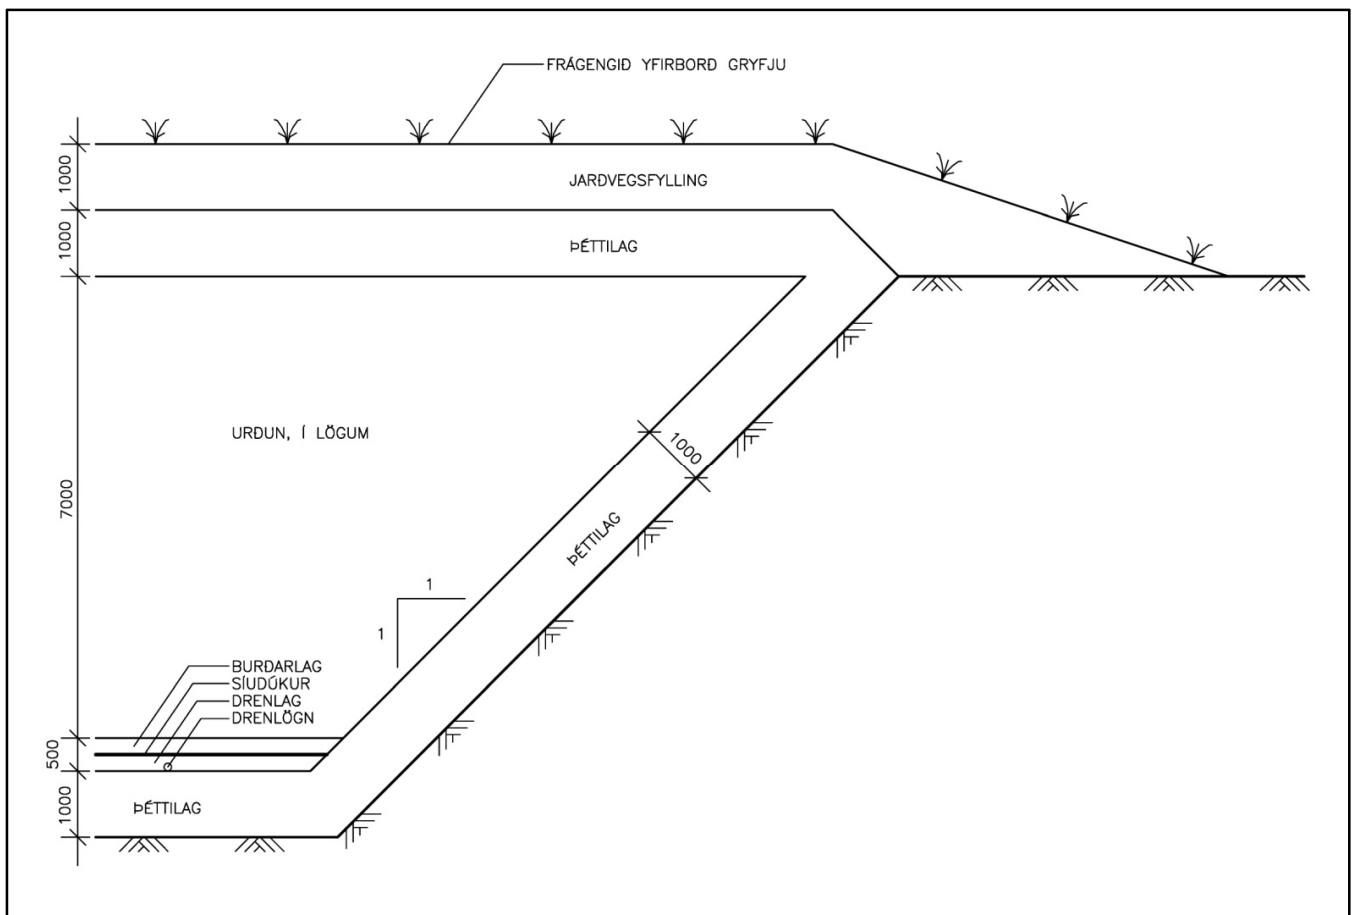 FRÁGENGIÐ YFIRBORÐ GRYFJU
1000
JARÐVEGSFYLLING
1000
ÞÉTTILAG
URÐUN, Í LÖGUM
1000
7000
ÞÉTTILAG
1
1
BURÐARLAG
SÍUDÚKUR
DRENLAG
DRENLÖGN
500
1000
ÞÉTTILAG